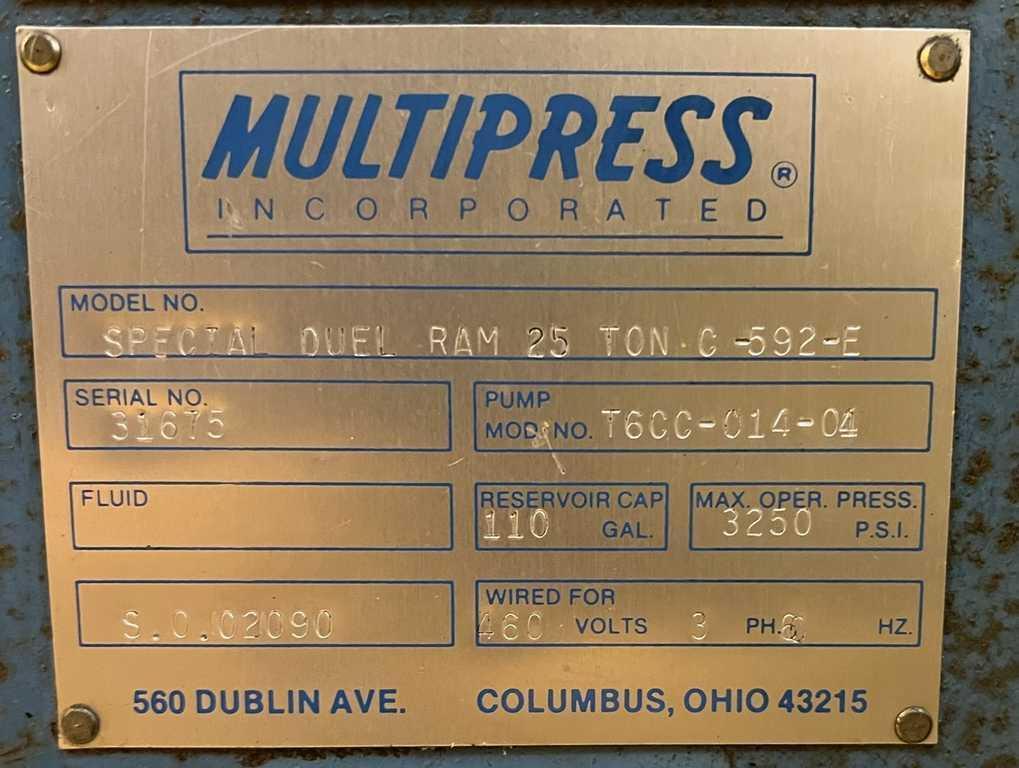 MULTIPRESS ®
INCORPORATED
MODEL NO.
SPECIAL DUEL RAM 25 TON C-592-E
SERIAL NO.
31675
PUMP
MOD. NO. T6CC-014-01
FLUID
RESERVOIR CAP
110 GAL.
MAX. OPER. PRESS.
3250 P.S.I.
S.O.02090
WIRED FOR
460 VOLTS 3 PH. HZ.
560 DUBLIN AVE. COLUMBUS, OHIO 43215